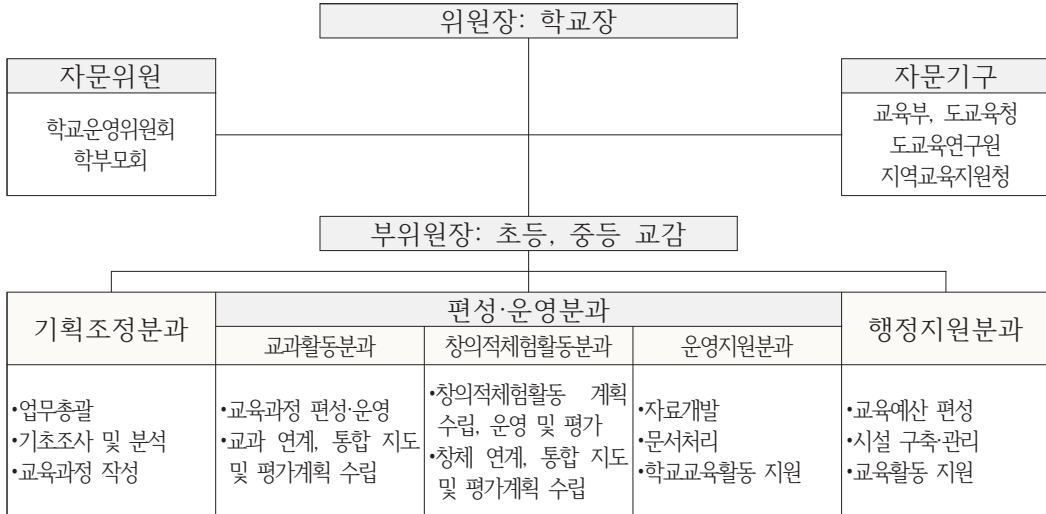 위원장: 학교장
자문위원
학교운영위원회
학부모회
자문기구
교육부, 도교육청
도교육연구원
지역교육지원청
부위원장: 초등, 중등 교감
기획조정분과
편성·운영분과
교과활동분과
창의적체험활동분과
운영지원분과
행정지원분과
•업무총괄
•기초조사 및 분석
•교육과정 작성
•교육과정 편성·운영
•교과 연계, 통합 지도
및 평가계획 수립
•창의적체험활동 계획
수립, 운영 및 평가
•창체 연계, 통합 지도
및 평가계획 수립
•자료개발
•문서처리
•학교교육활동 지원
•교육예산 편성
•시설 구축·관리
•교육활동 지원